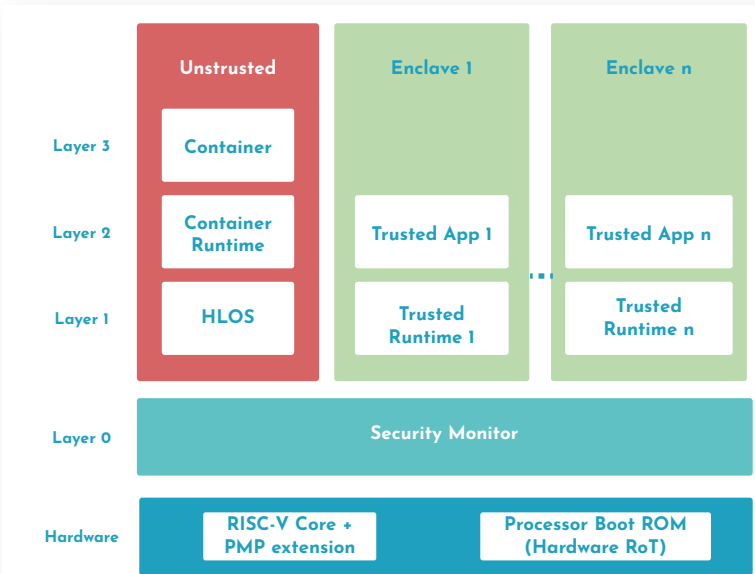 Unstrusted
Enclave 1
Enclave n
Layer 3
Container
Layer 2
Container
Runtime
Trusted App 1
Trusted App n
...
Layer 1
HLOS
Trusted
Runtime 1
Trusted
Runtime n
Layer 0
Security Monitor
Hardware
RISC-V Core +
PMP extension
Processor Boot ROM
(Hardware RoT)